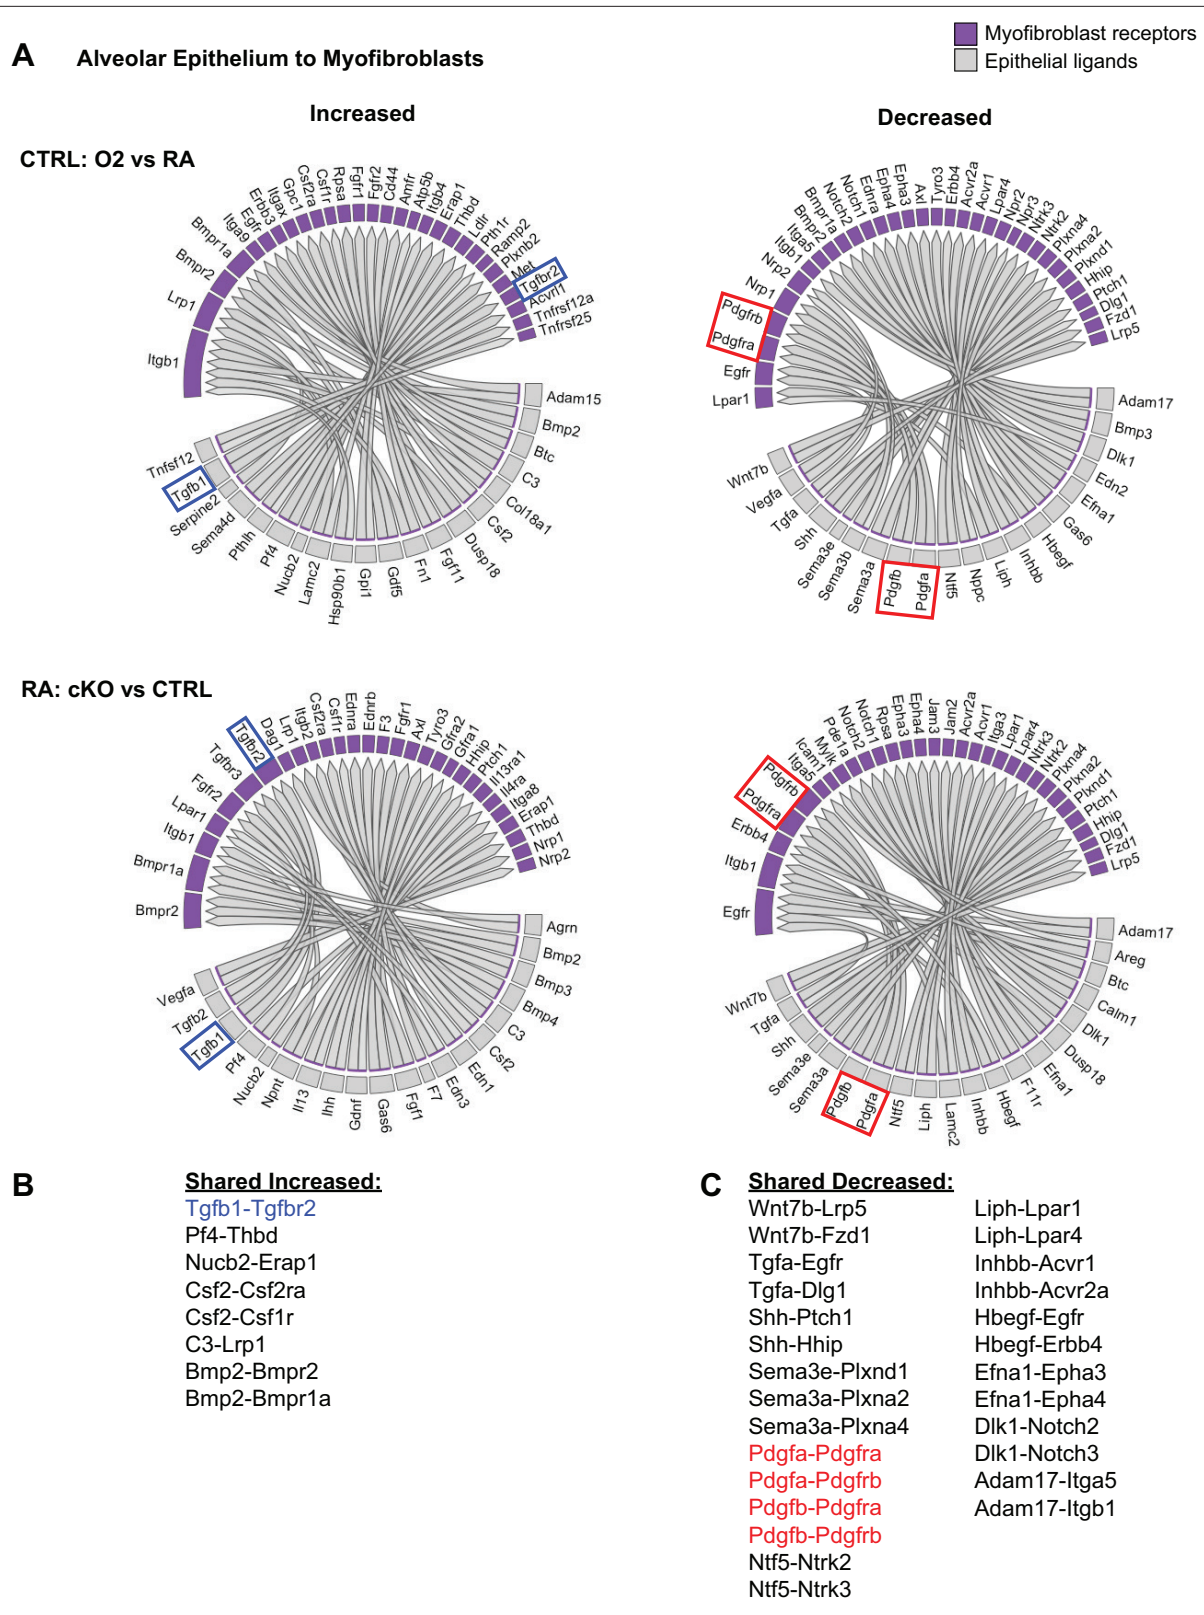 A Alveolar Epithelium to Myofibroblasts
Myofibroblast receptors
Epithelial ligands
Increased
Decreased
CTRL: O2 vs RA
Itgb1
Lrp1
Bmpr2
Bmpr1a
Itga9
Egfr
Erbb3
Itgax
Gpc1
Csf2ra
Csf1r
Rpsa
Fgfr1
Fgfr2
Cd44
Amfr
Atp5b
Itgb4
Erap1
Thbd
Ldlr
Pth1r
Ramp2
Plxnb2
Met
Tgfbr2
Acvrl1
Tnfrsf12a
Tnfrsf25
Adam15
Bmp2
Btc
C3
Col18a1
Csf2
Dusp18
Fgf11
Fn1
Gdf5
Gpi1
Hsp90b1
Lamc2
Nucb2
Pf4
Pthlh
Sema4d
Serpine2
Tgfb1
Tnfsf12
Lpar1
Egfr
Pdgfra
Pdgfrb
Nrp1
Nrp2
Itgb1
Itga5
Bmpr2
Bmpr1a
Notch2
Notch1
Ednra
Epha4
Epha3
Axl
Tyro3
Erbb4
Acvr2a
Acvr1
Lpar4
Npr2
Npr3
Ntrk3
Ntrk2
Plxna4
Plxna2
Plxnd1
Hhip
Ptch1
Dlg1
Fzd1
Lrp5
Adam17
Bmp3
Dlk1
Edn2
Efna1
Gas6
Hbegf
Inhbb
Liph
Nppc
Ntf5
Pdgfa
Pdgfb
Sema3a
Sema3b
Sema3e
Shh
Tgfa
Vegfa
Wnt7b
RA: cKO vs CTRL
Bmpr2
Bmpr1a
Itgb1
Lpar1
Fgfr2
Tgfbr3
Tgfbr2
Dag1
Lrp1
Itgb2
Csf2ra
Csf1r
Ednra
Ednrb
F3
Fgfr1
Axl
Tyro3
Gfra2
Gfra1
Hhip
Ptch1
Il13ra1
Il4ra
Itga8
Erap1
Thbd
Nrp1
Nrp2
Agrn
Bmp2
Bmp3
Bmp4
C3
Csf2
Edn1
Edn3
F7
Fgf1
Gas6
Gdnf
Ihh
Il13
Npnt
Nucb2
Pf4
Tgfb1
Tgfb2
Vegfa
Egfr
Itgb1
Erbb4
Pdgfra
Pdgfrb
Itga5
Icam1
Mylk
Pde1a
Notch2
Notch1
Rpsa
Epha3
Epha4
Jam3
Jam2
Acvr2a
Acvr1
Itga3
Lpar1
Lpar4
Ntrk3
Ntrk2
Plxna4
Plxna2
Plxnd1
Ptch1
Hhip
Dlg1
Fzd1
Lrp5
Adam17
Areg
Btc
Calm1
Dlk1
Dusp18
Efna1
F11r
Hbegf
Inhbb
Lamc2
Liph
Ntf5
Pdgfa
Pdgfb
Sema3a
Sema3e
Shh
Tgfa
Wnt7b
B Shared Increased:
Tgfb1-Tgfbr2
Pf4-Thbd
Nucb2-Erap1
Csf2-Csf2ra
Csf2-Csf1r
C3-Lrp1
Bmp2-Bmpr2
Bmp2-Bmpr1a
C Shared Decreased:
Wnt7b-Lrp5
Wnt7b-Fzd1
Tgfa-Egfr
Tgfa-Dlg1
Shh-Ptch1
Shh-Hhip
Sema3e-Plxnd1
Sema3a-Plxna2
Sema3a-Plxna4
Pdgfa-Pdgfra
Pdgfa-Pdgfrb
Pdgfb-Pdgfra
Pdgfb-Pdgfrb
Ntf5-Ntrk2
Ntf5-Ntrk3
Liph-Lpar1
Liph-Lpar4
Inhbb-Acvr1
Inhbb-Acvr2a
Hbegf-Egfr
Hbegf-Erbb4
Efna1-Epha3
Efna1-Epha4
Dlk1-Notch2
Dlk1-Notch3
Adam17-Itga5
Adam17-Itgb1